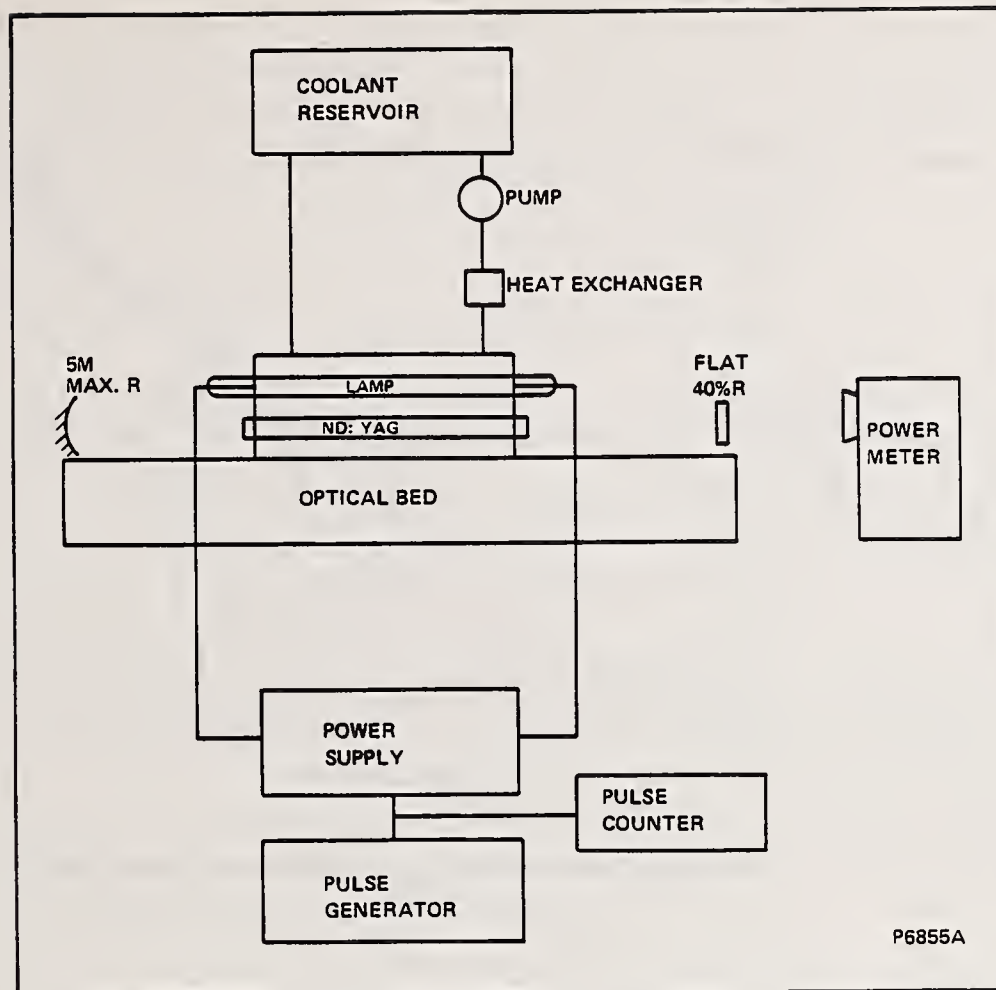 COOLANT
RESERVOIR
PUMP
HEAT EXCHANGER
5M
MAX. R
LAMP
FLAT
40%R
ND: YAG
POWER
METER
OPTICAL BED
POWER
SUPPLY
PULSE
COUNTER
PULSE
GENERATOR
P6855A